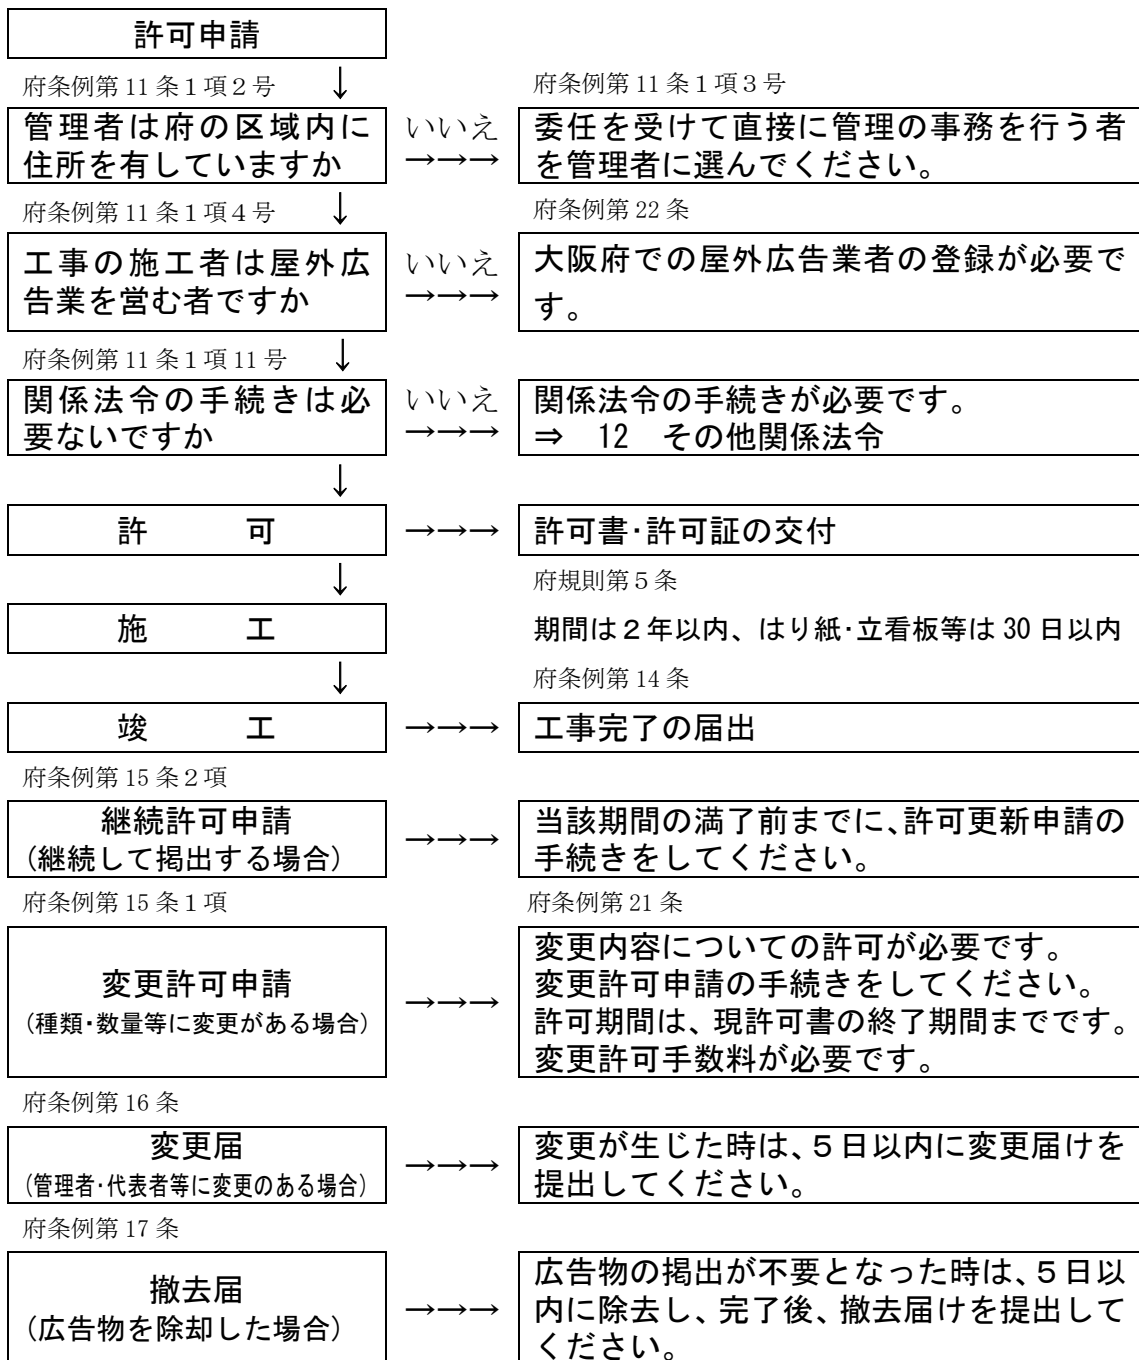 許可申請
府条例第11条1項2号 ↓ 府条例第11条1項3号
管理者は府の区域内に いいえ 委任を受けて直接に管理の事務を行う者
住所を有していますか →→→ を管理者に選んでください。
府条例第11条1項4号 ↓ 府条例第22条
工事の施工者は屋外広 いいえ 大阪府での屋外広告業者の登録が必要で
告業を営む者ですか →→→ す。
府条例第11条1項11号 ↓
関係法令の手続きは必 いいえ 関係法令の手続きが必要です。
要ないですか →→→ ⇒ 12 その他関係法令
↓
許 可 →→→ 許可書・許可証の交付
↓ 府規則第5条
施 工 期間は2年以内、はり紙・立看板等は30日以内
↓ 府条例第14条
竣 工 →→→ 工事完了の届出
府条例第15条2項
継続許可申請 →→→ 当該期間の満了前までに、許可更新申請の
(継続して掲出する場合) 手続きをしてください。
府条例第15条1項 府条例第21条
変更内容についての許可が必要です。
変更許可申請 →→→ 変更許可申請の手続きをしてください。
(種類・数量等に変更がある場合) 許可期間は、現許可書の終了期間までです。
変更許可手数料が必要です。
府条例第16条
変更届 →→→ 変更が生じた時は、5日以内に変更届けを
(管理者・代表者等に変更のある場合) 提出してください。
府条例第17条
撤去届 →→→ 広告物の掲出が不要となった時は、5日以
(広告物を除却した場合) 内に除去し、完了後、撤去届けを提出して
ください。